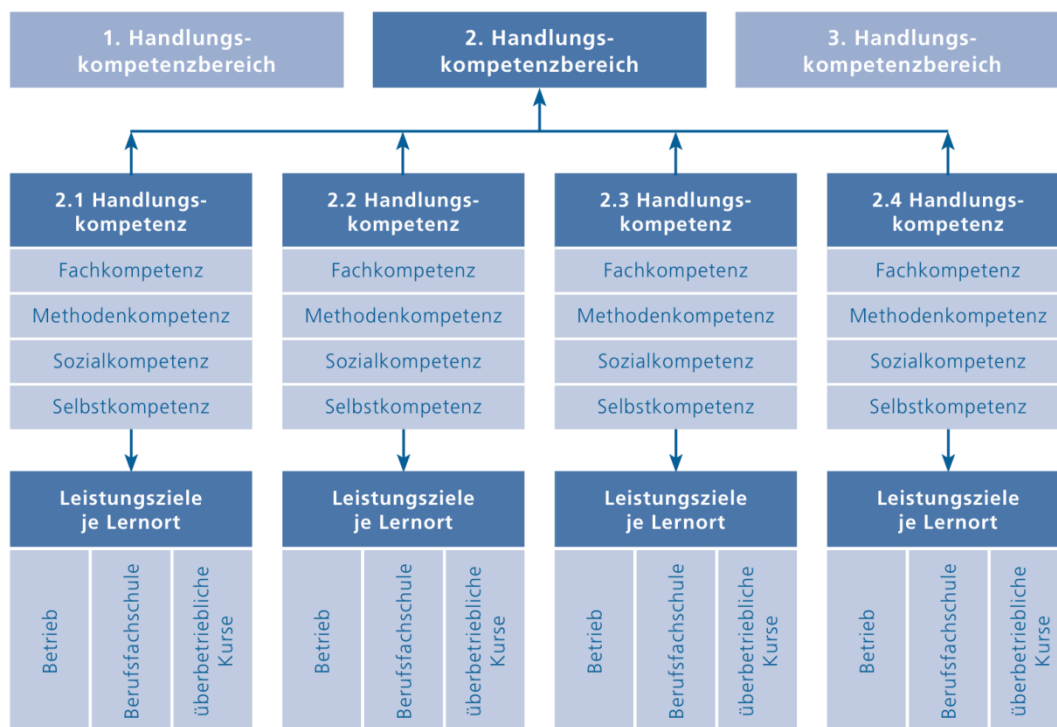 1. Handlungs-
kompetenzbereich
2. Handlungs-
kompetenzbereich
3. Handlungs-
kompetenzbereich
2.1 Handlungs-
kompetenz
Fachkompetenz
Methodenkompetenz
Sozialkompetenz
Selbstkompetenz
Leistungsziele
je Lernort
Betrieb
Berufsfachschule
überbetriebliche
Kurse
2.2 Handlungs-
kompetenz
Fachkompetenz
Methodenkompetenz
Sozialkompetenz
Selbstkompetenz
Leistungsziele
je Lernort
Betrieb
Berufsfachschule
überbetriebliche
Kurse
2.3 Handlungs-
kompetenz
Fachkompetenz
Methodenkompetenz
Sozialkompetenz
Selbstkompetenz
Leistungsziele
je Lernort
Betrieb
Berufsfachschule
überbetriebliche
Kurse
2.4 Handlungs-
kompetenz
Fachkompetenz
Methodenkompetenz
Sozialkompetenz
Selbstkompetenz
Leistungsziele
je Lernort
Betrieb
Berufsfachschule
überbetriebliche
Kurse